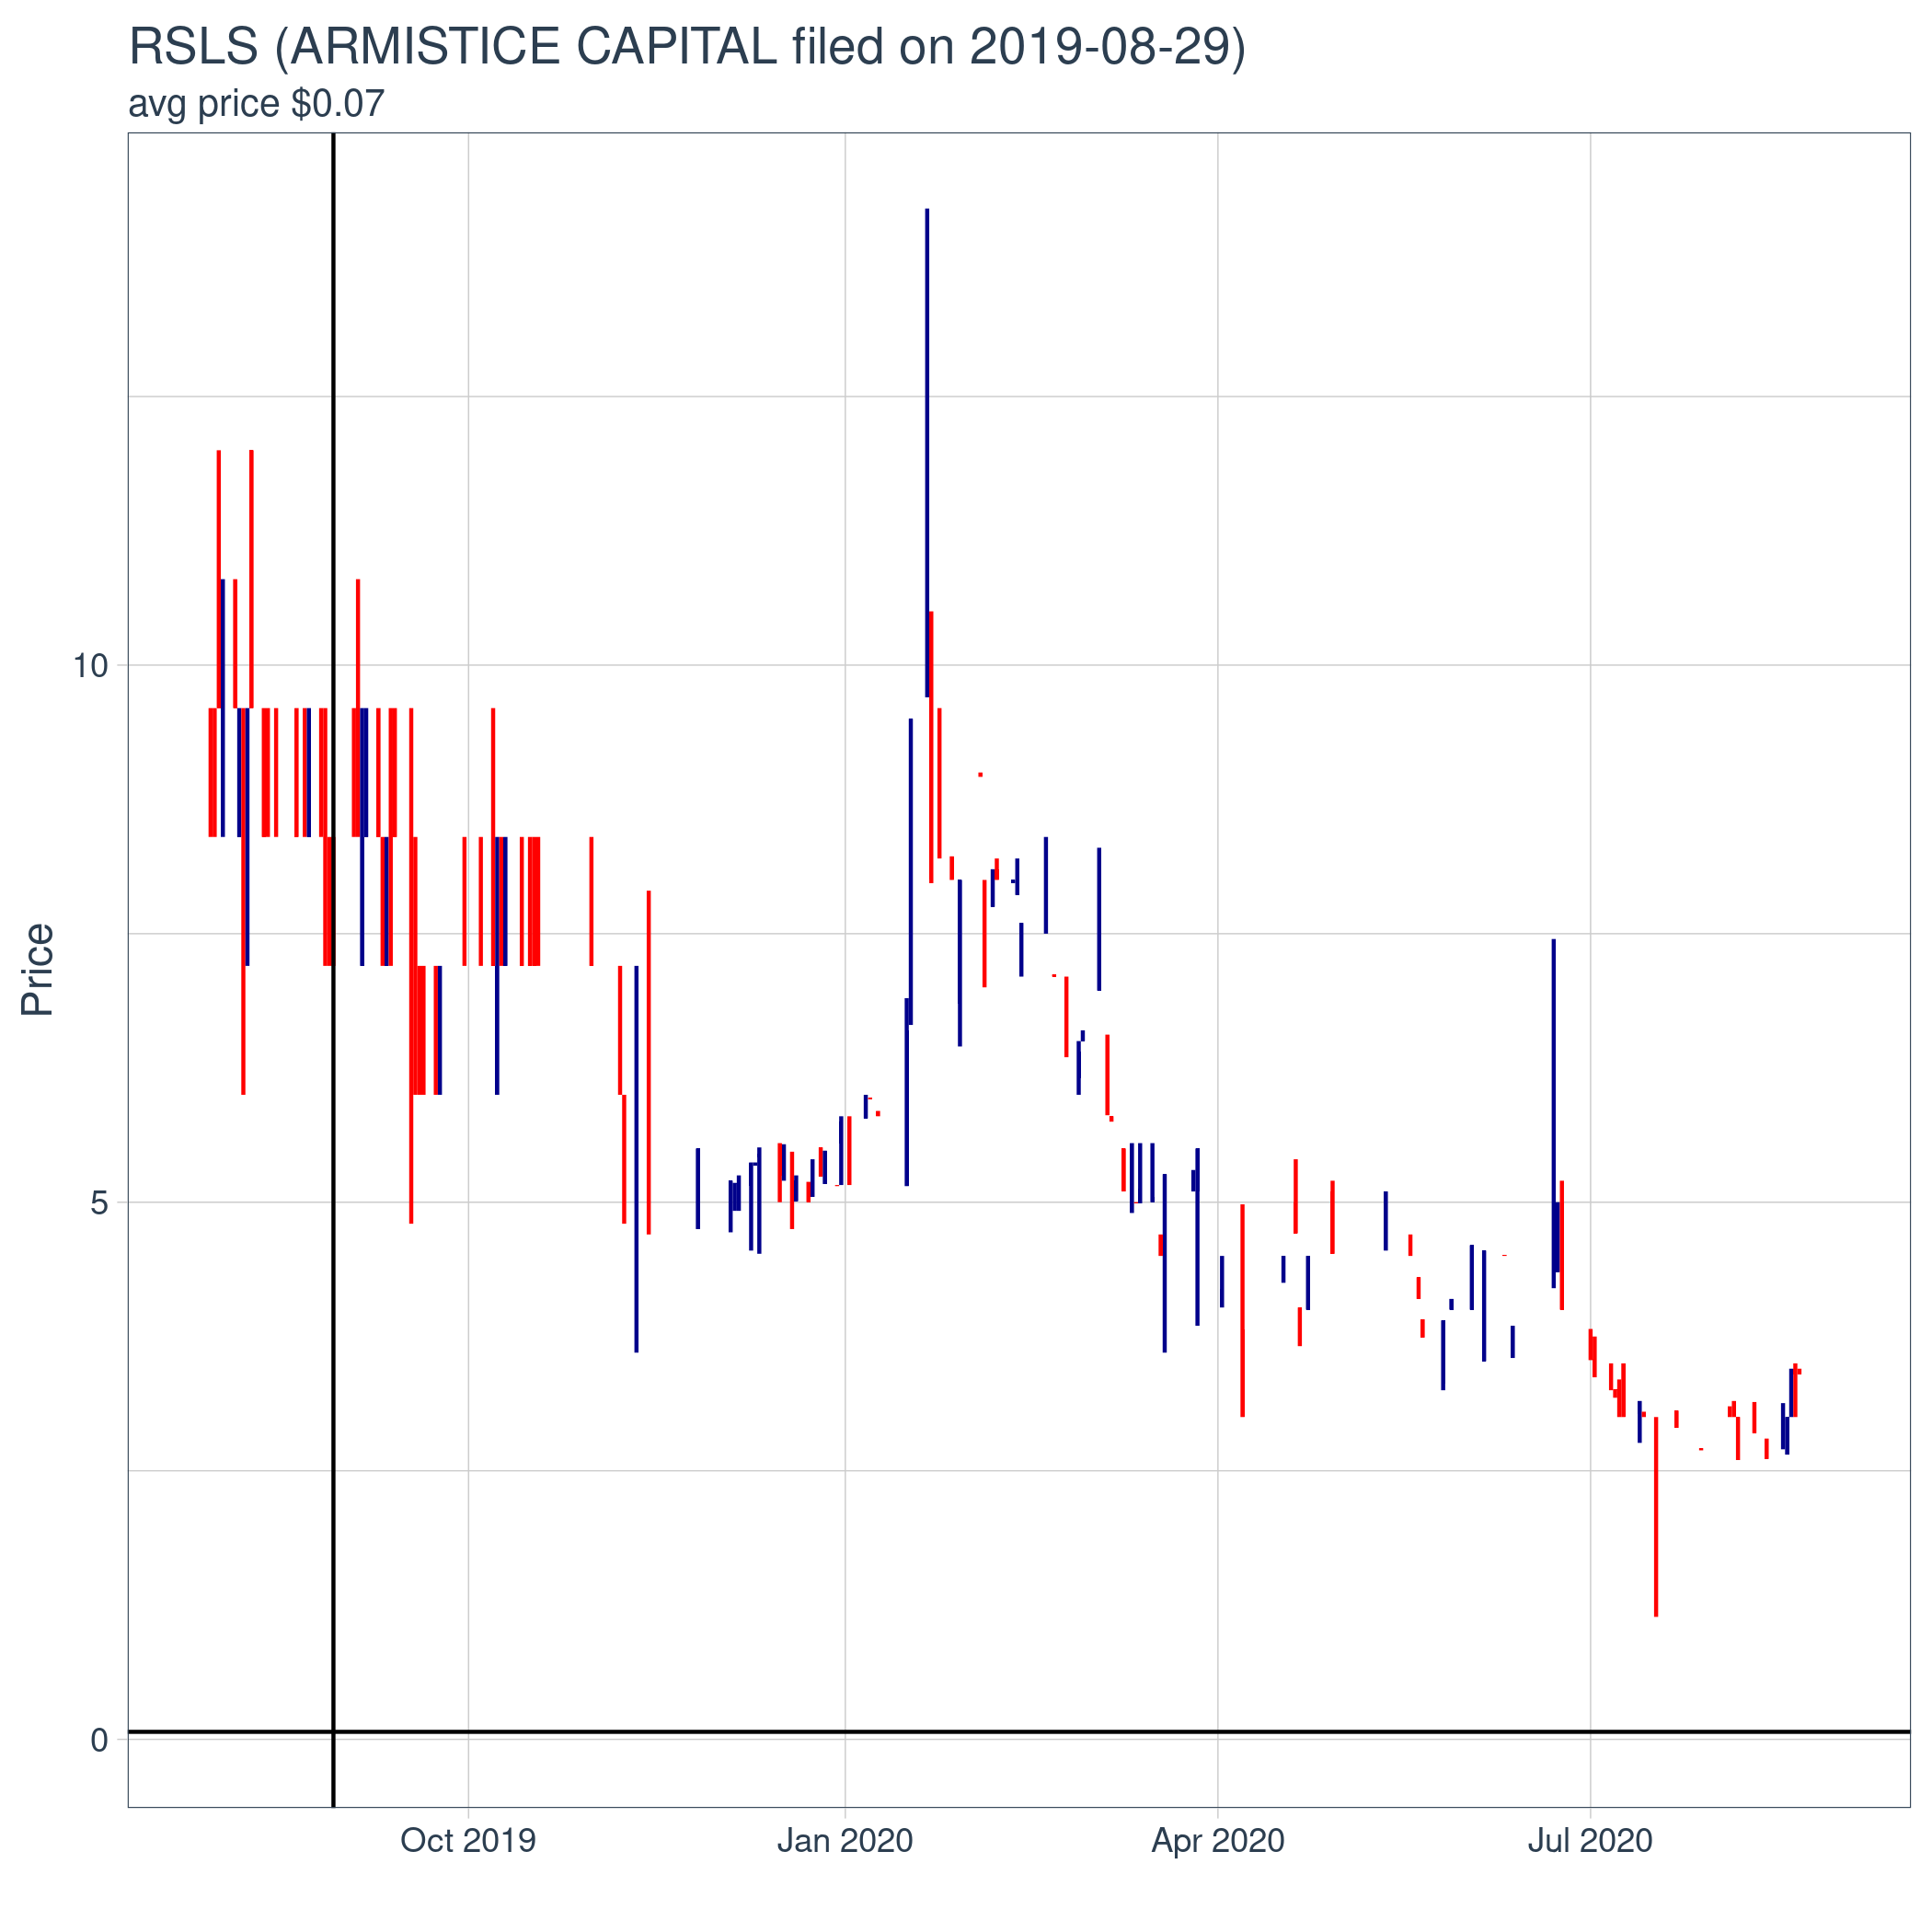 RSLS (ARMISTICE CAPITAL filed on 2019-08-29)
avg price $0.07
10
5
0
Price
Oct 2019
Jan 2020
Apr 2020
Jul 2020